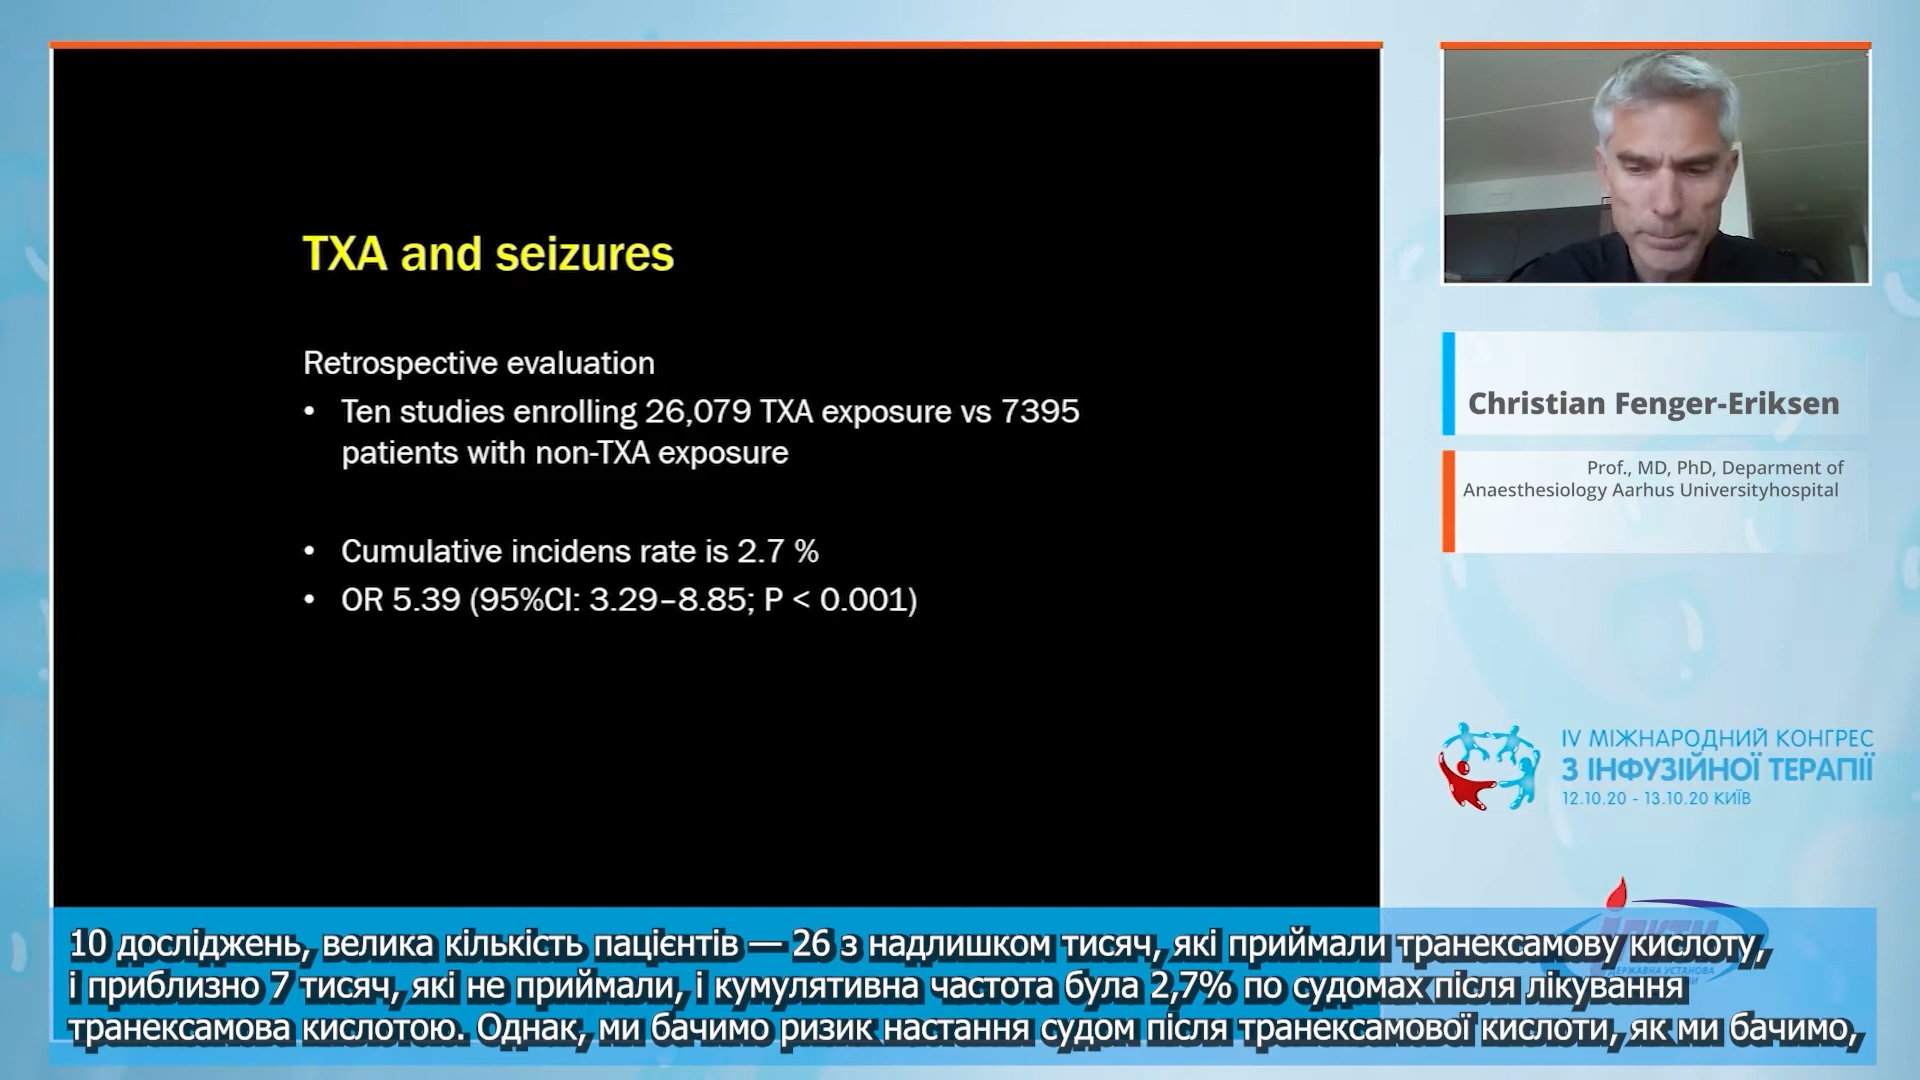 TXA and seizures
Retrospective evaluation
• Ten studies enrolling 26,079 TXA exposure vs 7395
patients with non-TXA exposure
• Cumulative incidens rate is 2.7 %
• OR 5.39 (95%CI: 3.29–8.85; P < 0.001)
Christian Fenger-Eriksen
Prof., MD, PhD, Deparment of
Anaesthesiology Aarhus Universityhospital
IV МІЖНАРОДНИЙ КОНГРЕС
З ІНФУЗІЙНОЇ ТЕРАПІЇ
12.10.20 - 13.10.20 КИЇВ
ДЕРЖАВНА УСТАНОВА
10 досліджень, велика кількість пацієнтів — 26 з надлишком тисяч, які приймали транексамову кислоту,
і приблизно 7 тисяч, які не приймали, і кумулятивна частота була 2,7% по судомах після лікування
транексамова кислотою. Однак, ми бачимо ризик настання судом після транексамової кислоти, як ми бачимо,